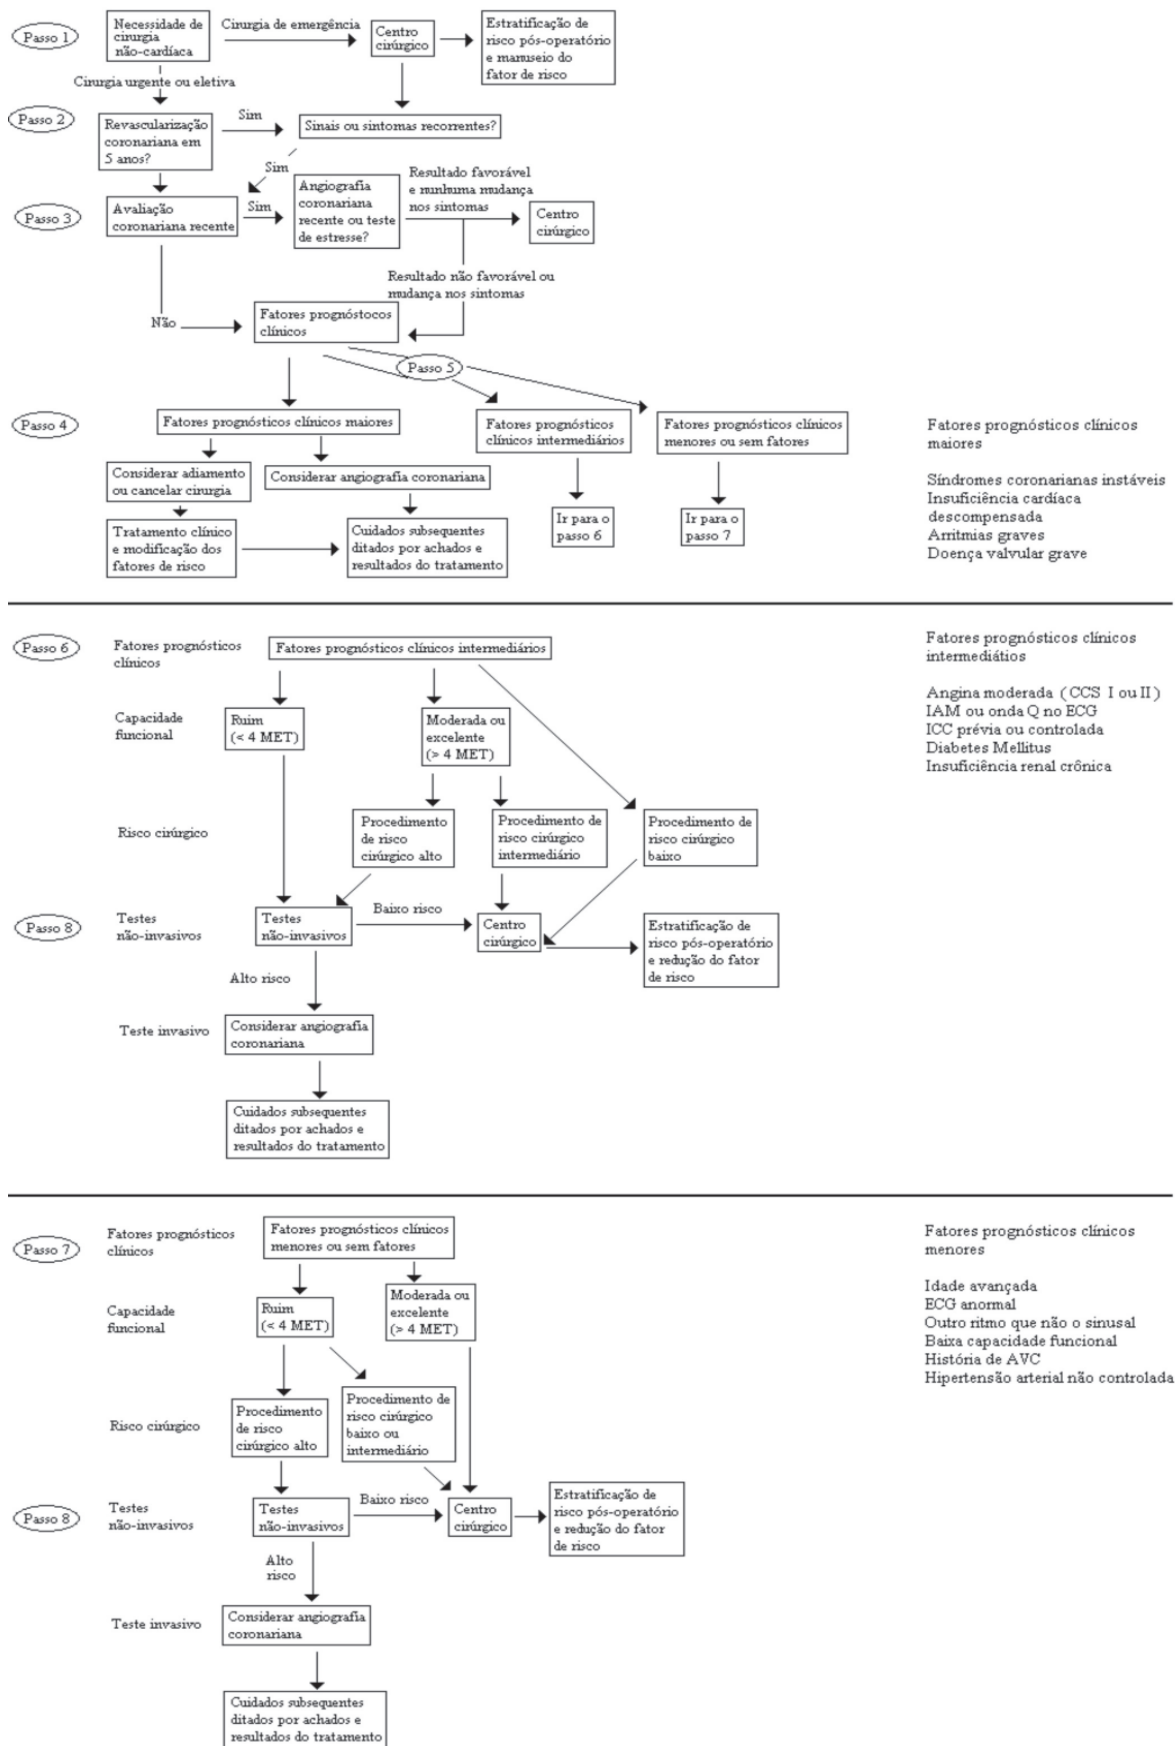 Passo 1
Necessidade de
cirurgia
não-cardíaca
Cirurgia de emergência
Centro
cirúrgico
Estratificação de
risco pós-operatório
e manuseio do
fator de risco
Cirurgia urgente ou eletiva
Passo 2
Revascularização
coronariana em
5 anos?
Sim
Sinais ou sintomas recorrentes?
Sim
Passo 3
Avaliação
coronariana recente
Sim
Angiografia
coronariana
recente ou teste
de estresse?
Resultado favorável
e nunhuma mudança
nos sintomas
Centro
cirúrgico
Resultado não favorável ou
mudança nos sintomas
Não
Fatores prognóstocos
clínicos
Passo 5
Passo 4
Fatores prognósticos clínicos maiores
Fatores prognósticos
clínicos intermediários
Fatores prognósticos clínicos
menores ou sem fatores
Considerar adiamento
ou cancelar cirurgia
Considerar angiografia coronariana
Ir para o
passo 6
Ir para o
passo 7
Tratamento clínico
e modificação dos
fatores de risco
Cuidados subsequentes
ditados por achados e
resultados do tratamento
Fatores prognósticos clínicos
maiores
Síndromes coronarianas instáveis
Insuficiência cardíaca
descompensada
Arritmias graves
Doença valvular grave
Passo 6
Fatores prognósticos
clínicos
Fatores prognósticos clínicos intermediários
Capacidade
funcional
Ruim
(< 4 MET)
Moderada ou
excelente
(> 4 MET)
Risco cirúrgico
Procedimento
de risco
cirúrgico alto
Procedimento de
risco cirúrgico
intermediário
Procedimento de
risco cirúrgico
baixo
Passo 8
Testes
não-invasivos
Testes
não-invasivos
Baixo risco
Centro
cirúrgico
Estratificação de
risco pós-operatório
e redução do fator
de risco
Alto risco
Teste invasivo
Considerar angiografia
coronariana
Cuidados subsequentes
ditados por achados e
resultados do tratamento
Fatores prognósticos clínicos
intermediátios
Angina moderada (CCS I ou II)
IAM ou onda Q no ECG
ICC prévia ou controlada
Diabetes Mellitus
Insuficiência renal crônica
Passo 7
Fatores prognósticos
clínicos
Fatores prognósticos clínicos
menores ou sem fatores
Capacidade
funcional
Ruim
(< 4 MET)
Moderada ou
excelente
(> 4 MET)
Risco cirúrgico
Procedimento
de risco
cirúrgico alto
Procedimento de
risco cirúrgico
baixo ou
intermediário
Passo 8
Testes
não-invasivos
Testes
não-invasivos
Baixo risco
Centro
cirúrgico
Estratificação de
risco pós-operatório
e redução do fator
de risco
Alto
risco
Teste invasivo
Considerar angiografia
coronariana
Cuidados subsequentes
ditados por achados e
resultados do tratamento
Fatores prognósticos clínicos
menores
Idade avançada
ECG anormal
Outro ritmo que não o sinusal
Baixa capacidade funcional
História de AVC
Hipertensão arterial não controlada